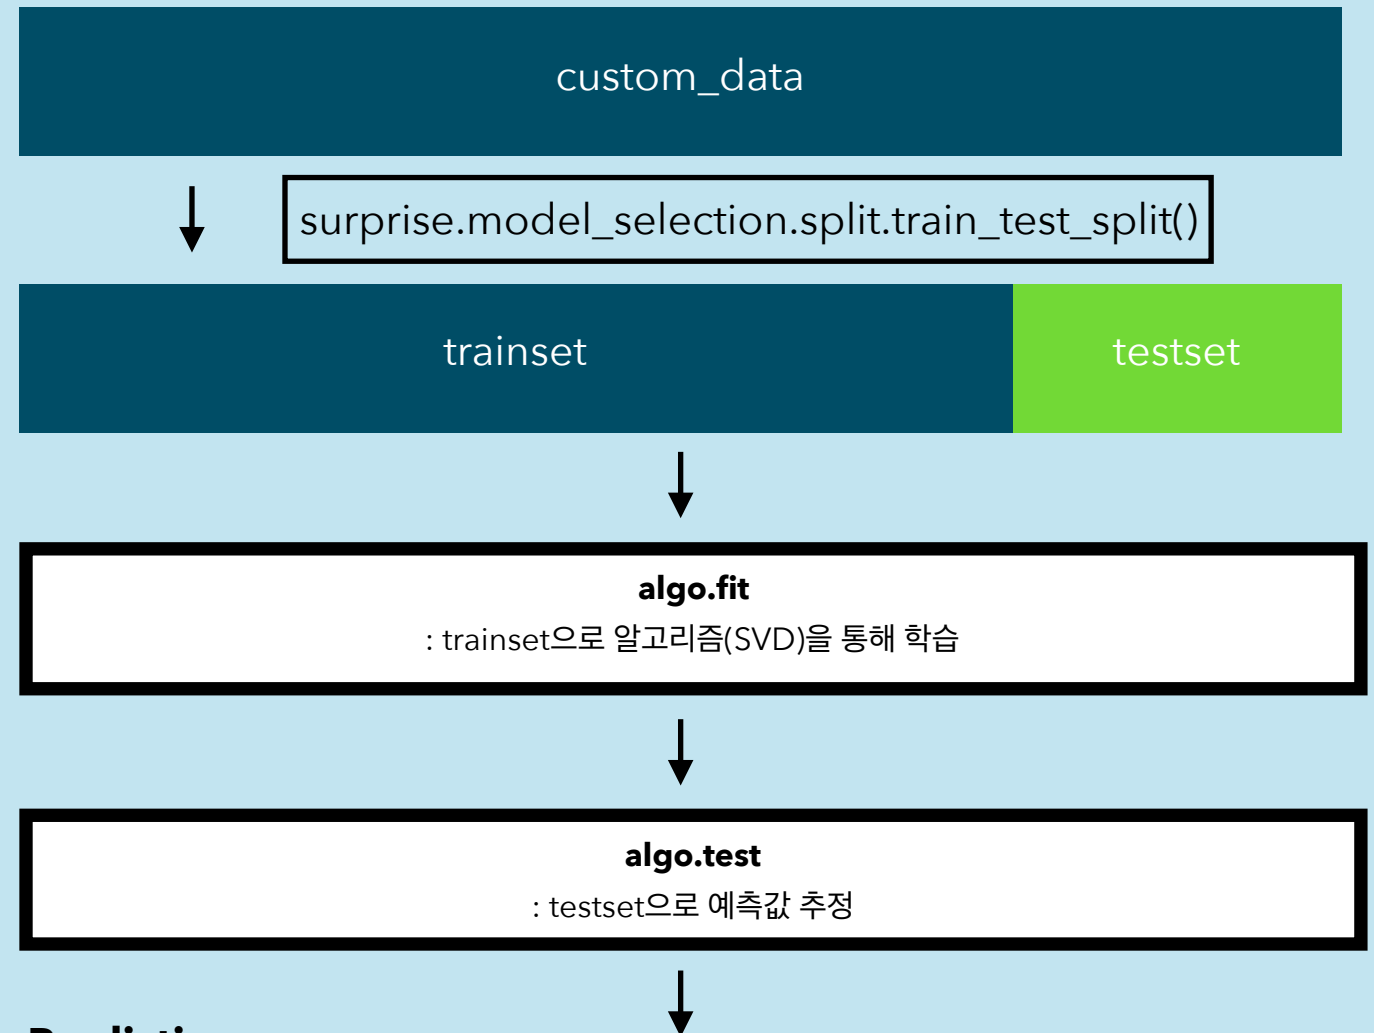 custom_data
surprise.model_selection.split.train_test_split()
trainset
testset
algo.fit
: trainset으로 알고리즘(SVD)을 통해 학습
algo.test
: testset으로 예측값 추정